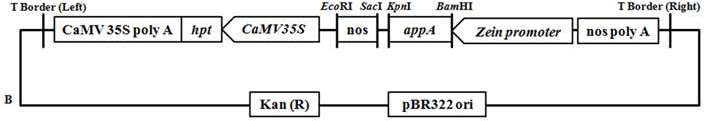 T Border (Left) EcoRI SacI KpnI BamHI T Border (Right)
CaMV 35S poly A hpt CaMV35S nos appA Zein promoter nos poly A
B Kan (R) pBR322 ori